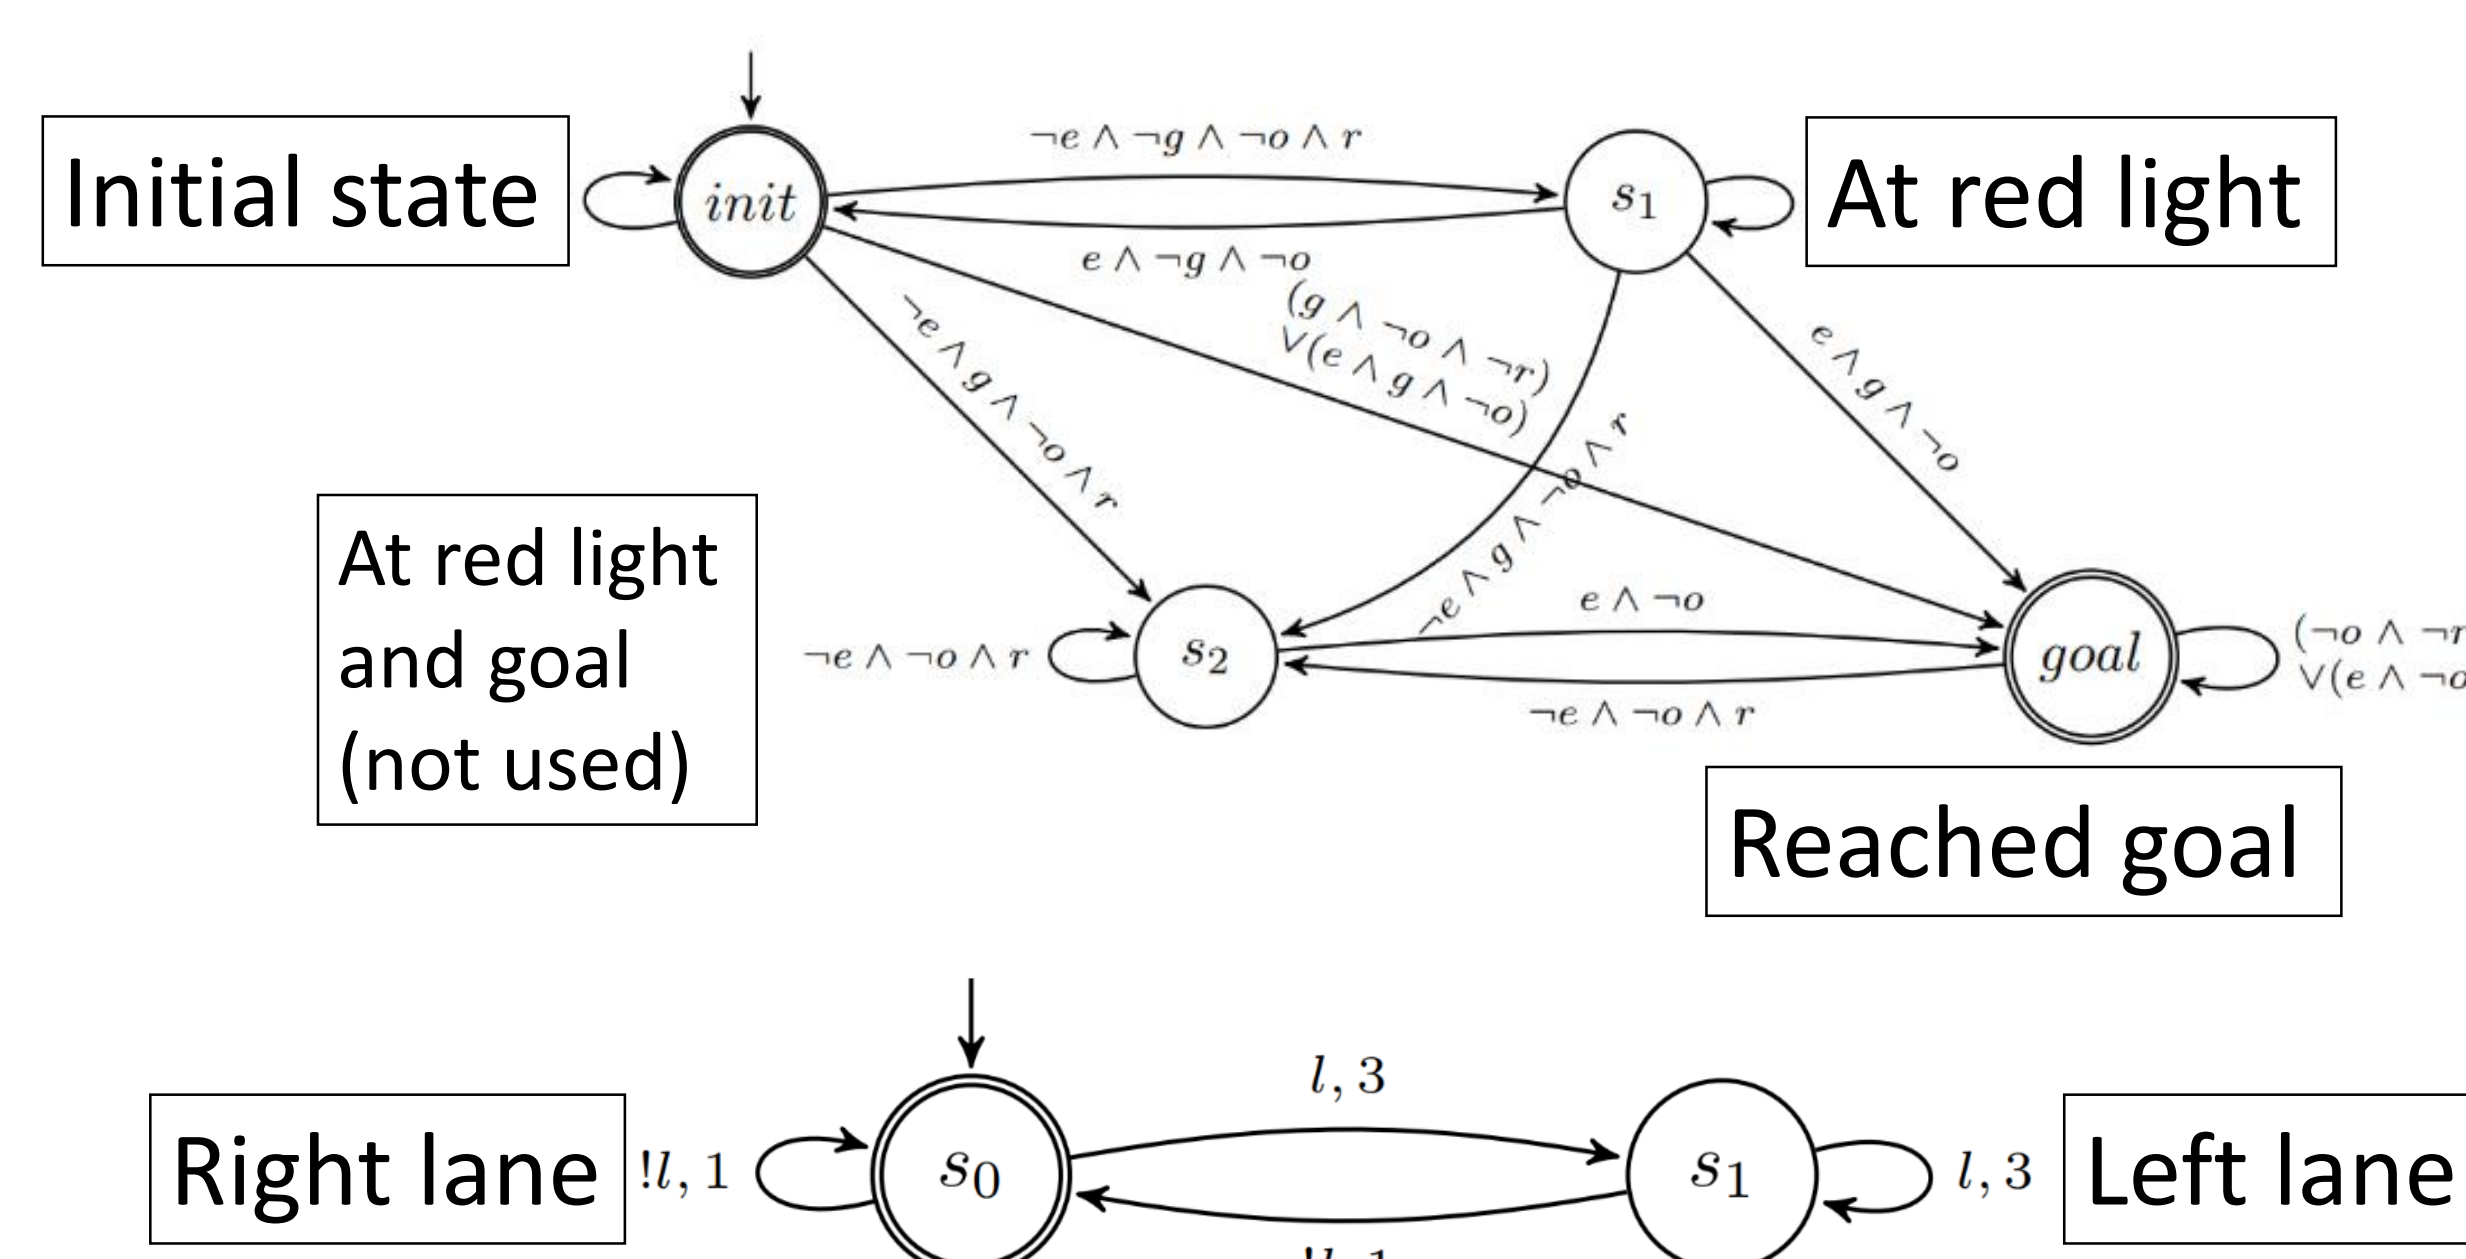 ¬e ∧ ¬g ∧ ¬o ∧ r
Initial state
init
s₁
At red light
e ∧ ¬g ∧ ¬o
(g ∧ ¬o ∧ ¬r)
∨(e ∧ g ∧ ¬o)
¬e ∧ g ∧ ¬o ∧ r
e ∧ g ∧ ¬o
¬e ∧ g ∧ ¬o ∧ r
At red light
and goal
(not used)
¬e ∧ ¬o ∧ r
s₂
e ∧ ¬o
¬e ∧ ¬o ∧ r
goal
(¬o ∧ ¬r
∨(e ∧ ¬o
Reached goal
l, 3
Right lane
!l, 1
s₀
s₁
l, 3
Left lane